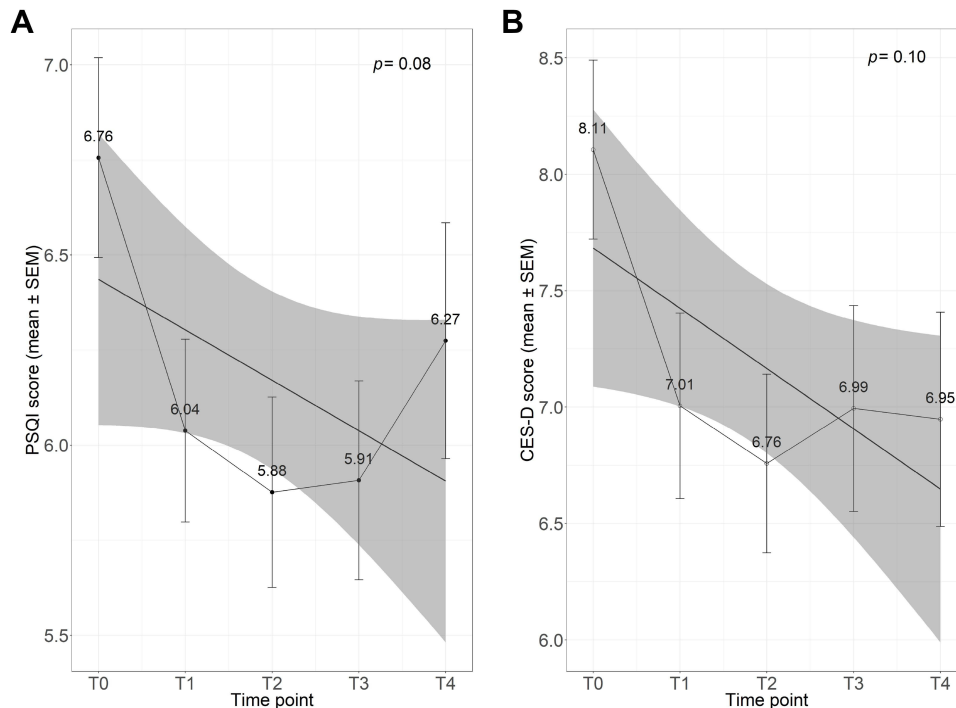 A
p= 0.08
PSQI score (mean ± SEM)
7.0
6.5
6.0
5.5
6.76
6.04
5.88
5.91
6.27
T0 T1 T2 T3 T4
Time point
B
p= 0.10
CES-D score (mean ± SEM)
8.5
8.0
7.5
7.0
6.5
6.0
8.11
7.01
6.76
6.99
6.95
T0 T1 T2 T3 T4
Time point